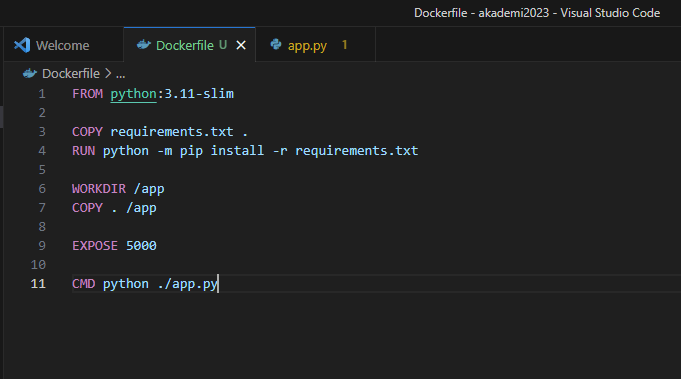 Dockerfile - akademi2023 - Visual Studio Code
Welcome
Dockerfile U
app.py 1
Dockerfile > ...
1 FROM python:3.11-slim
2
3 COPY requirements.txt .
4 RUN python -m pip install -r requirements.txt
5
6 WORKDIR /app
7 COPY . /app
8
9 EXPOSE 5000
10
11 CMD python ./app.py